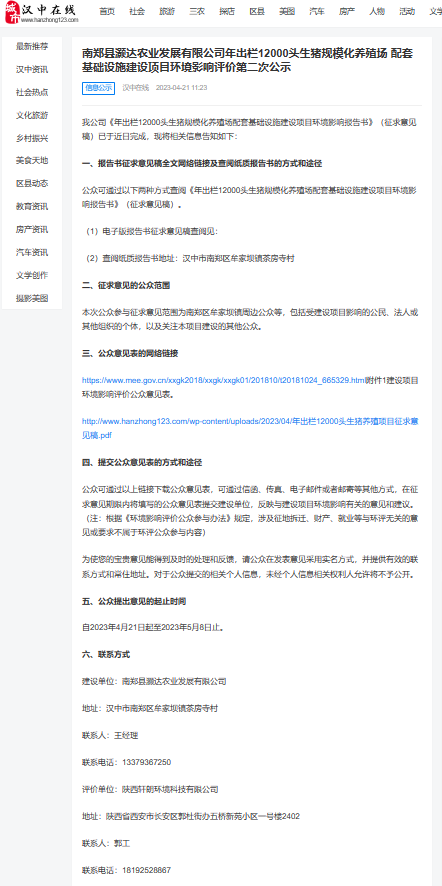 汉中在线
www.hanzhong123.com
首页 社会 旅游 三农 探店 区县 美图 汽车 房产 人物 活动
最新推荐
汉中资讯
社会热点
文化旅游
乡村振兴
美食天地
区县动态
教育资讯
房产资讯
汽车资讯
文学创作
摄影美图
南郑县灏达农业发展有限公司年出栏12000头生猪规模化养殖场 配套
基础设施建设项目环境影响评价第二次公示
信息公示 汉中在线 2023-04-21 11:23
我公司《年出栏12000头生猪规模化养殖场配套基础设施建设项目环境影响报告书》（征求意见
稿）已于近日完成，现将相关信息告知如下：
一、报告书征求意见稿全文网络链接及查阅纸质报告书的方式和途径
公众可通过以下两种方式查阅《年出栏12000头生猪规模化养殖场配套基础设施建设项目环境影
响报告书》（征求意见稿）。
（1）电子版报告书征求意见稿查阅见：
（2）查阅纸质报告书地址：汉中市南郑区牟家坝镇茶房寺村
二、征求意见的公众范围
本次公众参与征求意见范围为南郑区牟家坝镇周边公众等，包括受建设项目影响的公民、法人或
其他组织的个体，以及关注本项目建设的其他公众。
三、公众意见表的网络链接
https://www.mee.gov.cn/xxgk2018/xxgk/xxgk01/201810/t20181024_665329.html附件1建设项目
环境影响评价公众意见表。
http://www.hanzhong123.com/wp-content/uploads/2023/04/年出栏12000头生猪养殖项目征求意
见稿.pdf
四、提交公众意见表的方式和途径
公众可通过以上链接下载公众意见表，可通过信函、传真、电子邮件或者邮寄等其他方式，在征
求意见期限内将填写的公众意见表提交建设单位，反映与建设项目环境影响有关的意见和建议。
（注：根据《环境影响评价公众参与办法》规定，涉及征地拆迁、财产、就业等与环评无关的意
见或要求不属于环评公众参与内容）
为使您的宝贵意见能得到及时的处理和反馈，请公众在发表意见采用实名方式，并提供有效的联
系方式和常住地址。对于公众提交的相关个人信息，未经个人信息相关权利人允许将不予公开。
五、公众提出意见的起止时间
自2023年4月21日起至2023年5月8日止。
六、联系方式
建设单位：南郑县灏达农业发展有限公司
地址：汉中市南郑区牟家坝镇茶房寺村
联系人：王经理
联系电话：13379367250
评价单位：陕西轩朗环境科技有限公司
地址：陕西省西安市长安区郭杜街办五桥新苑小区一号楼2402
联系人：郭工
联系电话：18192528867